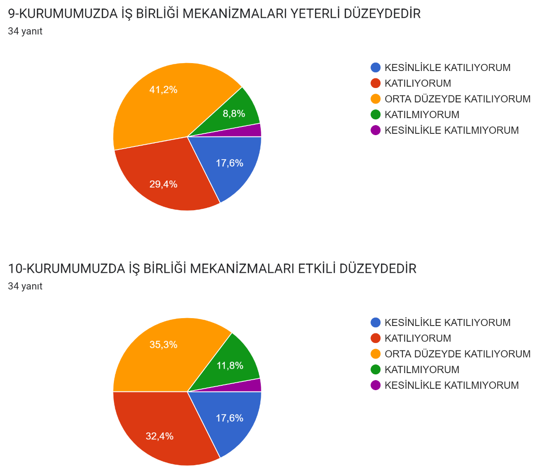 9-KURUMUMUZDA İŞ BİRLİĞİ MEKANİZMALARI YETERLİ DÜZEYDEDİR
34 yanıt
41,2%
8,8%
17,6%
29,4%
KESİNLİKLE KATILIYORUM
KATILIYORUM
ORTA DÜZEYDE KATILIYORUM
KATILMIYORUM
KESİNLİKLE KATILMIYORUM
10-KURUMUMUZDA İŞ BİRLİĞİ MEKANİZMALARI ETKİLİ DÜZEYDEDİR
34 yanıt
35,3%
11,8%
17,6%
32,4%
KESİNLİKLE KATILIYORUM
KATILIYORUM
ORTA DÜZEYDE KATILIYORUM
KATILMIYORUM
KESİNLİKLE KATILMIYORUM